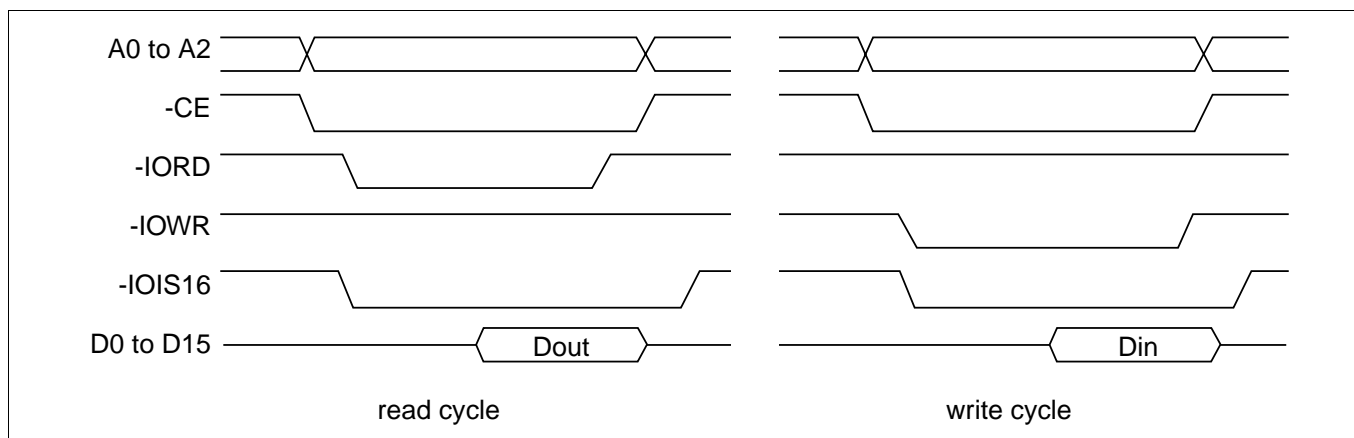 A0 to A2
-CE
-IORD
-IOWR
-IOIS16
D0 to D15 Dout Din
read cycle write cycle